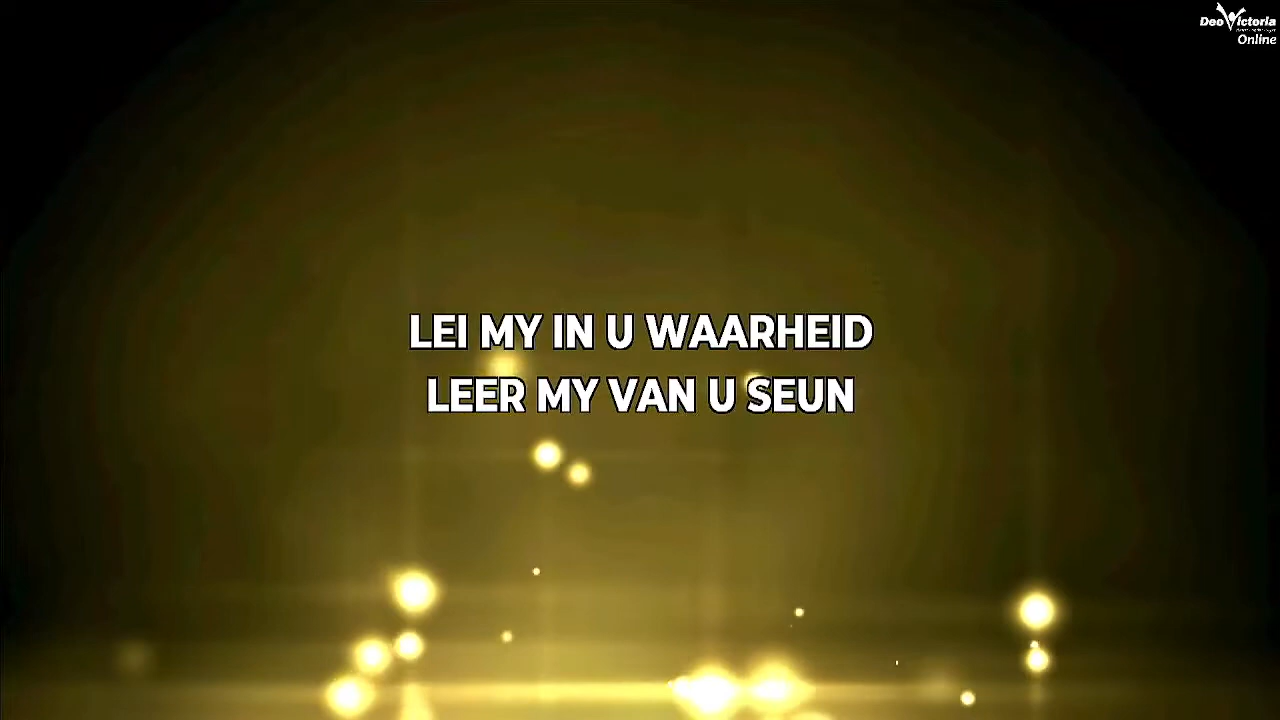 Deo Victoria
Online
LEI MY IN U WAARHEID
LEER MY VAN U SEUN